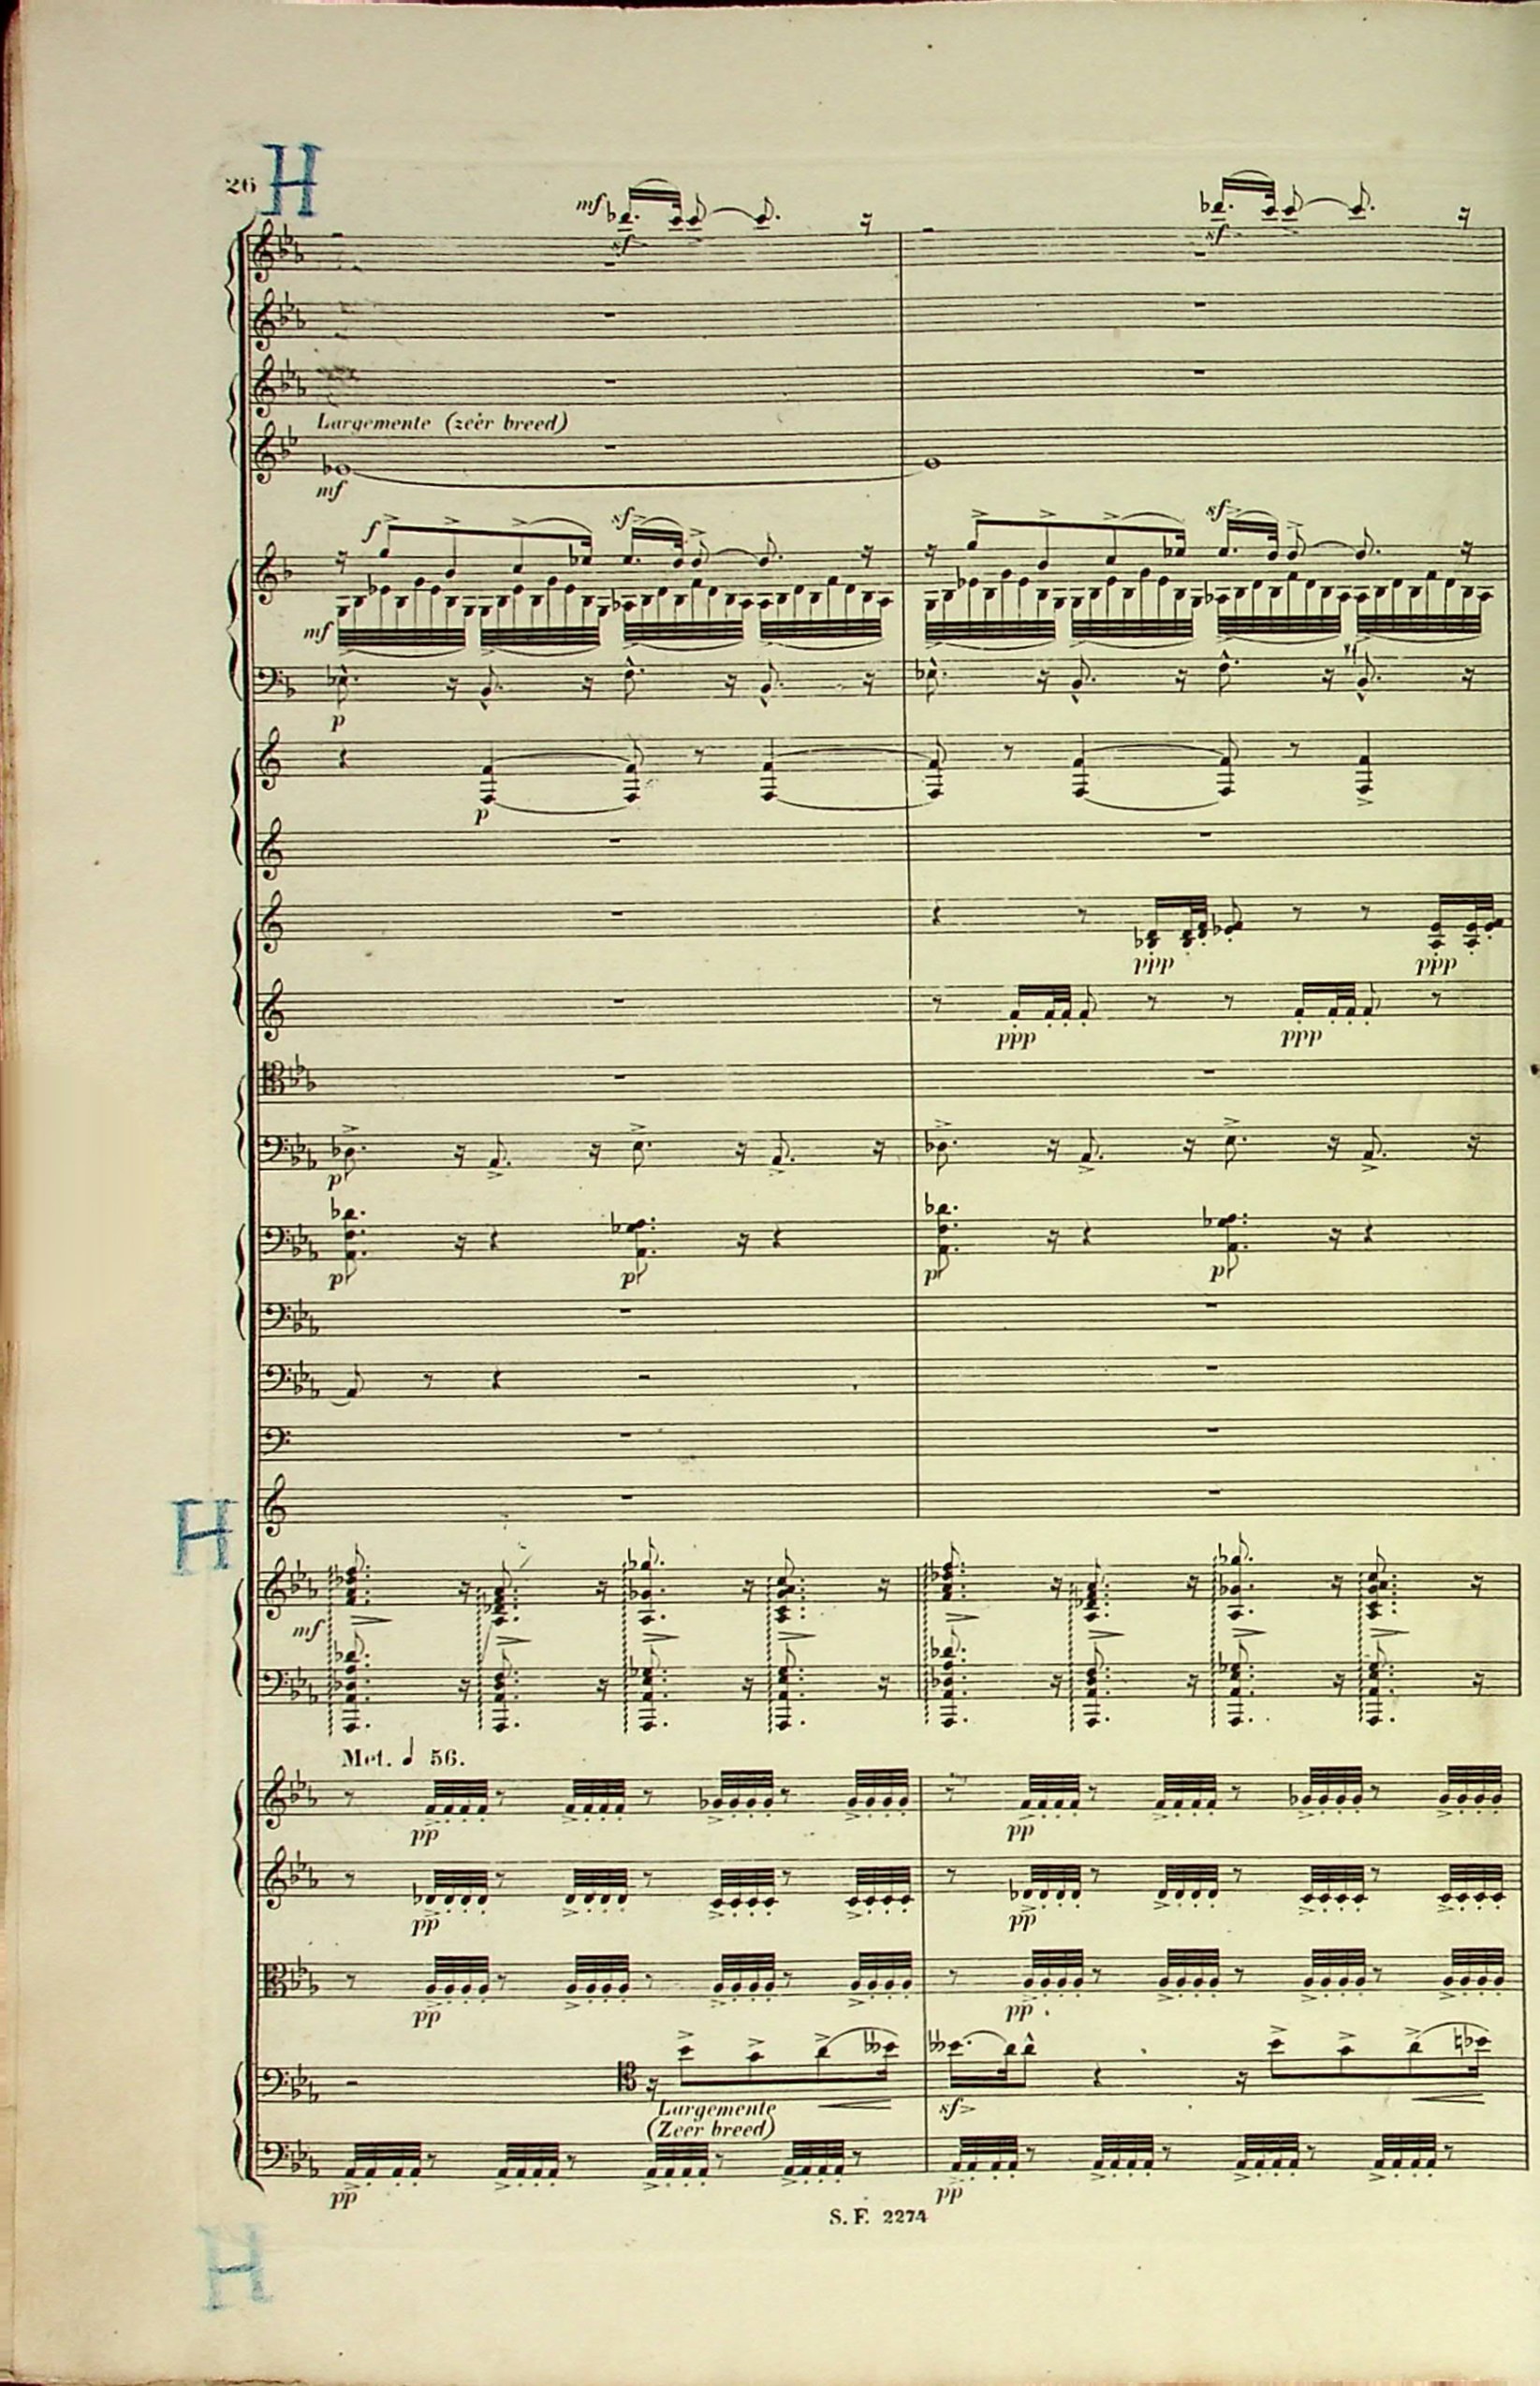 26 H
mf
sf
sf
Largemente (zeer breed)
mf
f
sf
sf
mf
p
p
ppp
ppp
ppp
ppp
p
p
p
p
p
H
mf
Met. ♩ 56.
pp
pp
pp
pp
pp
pp
Largemente
(Zeer breed)
sf
pp
pp
S. F. 2274
H